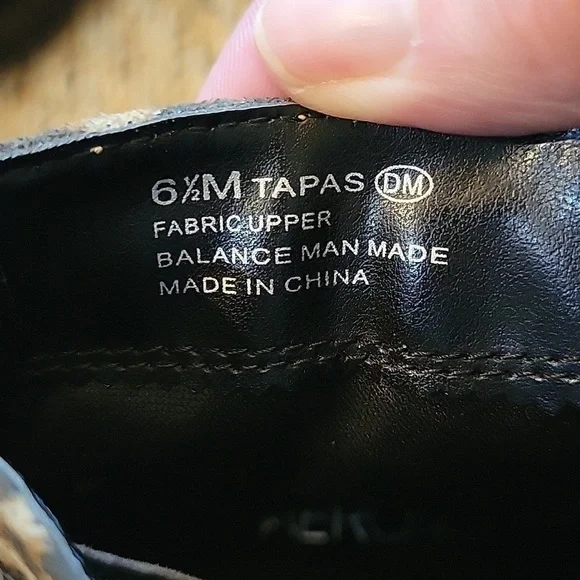 6½M TAPAS DM
FABRIC UPPER
BALANCE MAN MADE
MADE IN CHINA